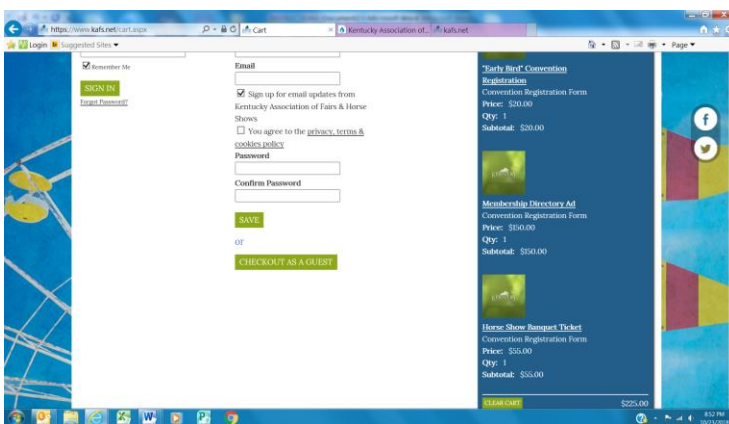 https://www.kafs.net/cart.aspx
Cart
Kentucky Association of...
kafs.net
Login
Suggested Sites
Page
Remember Me
SIGN IN
Forgot Password?
Email
Sign up for email updates from
Kentucky Association of Fairs & Horse
Shows
You agree to the privacy, terms &
cookies policy
Password
Confirm Password
SAVE
or
CHECKOUT AS A GUEST
"Early Bird" Convention
Registration
Convention Registration Form
Price: $20.00
Qty: 1
Subtotal: $20.00
Membership Directory Ad
Convention Registration Form
Price: $150.00
Qty: 1
Subtotal: $150.00
Horse Show Banquet Ticket
Convention Registration Form
Price: $55.00
Qty: 1
Subtotal: $55.00
CLEAR CART
$225.00
8:52 PM